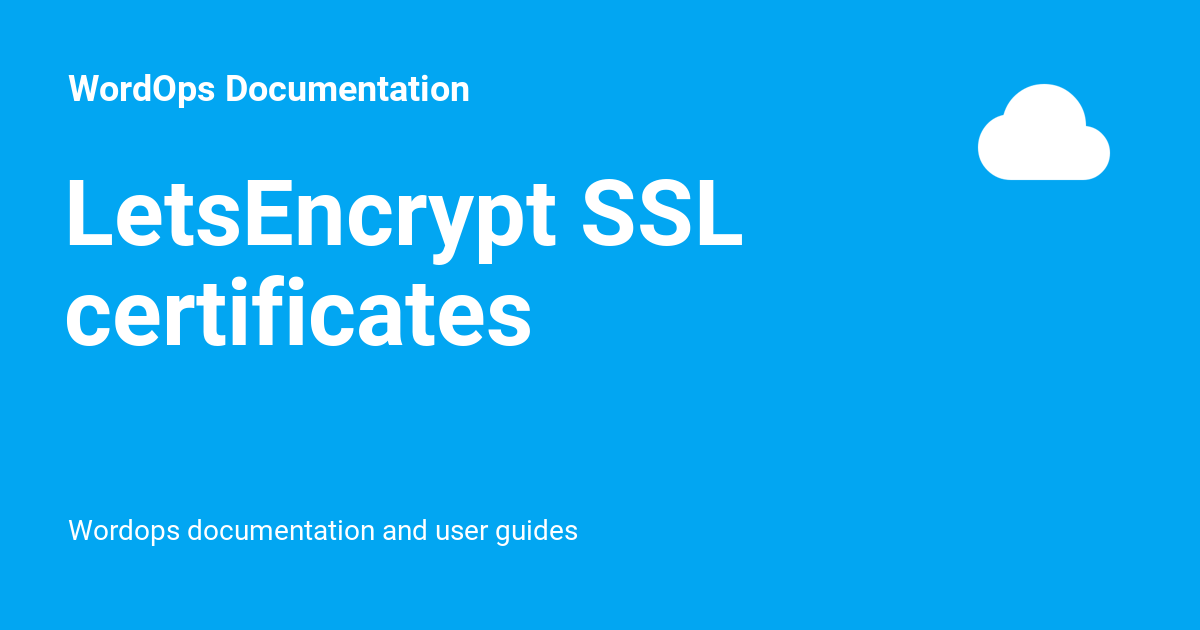 WordOps Documentation
LetsEncrypt SSL
certificates
Wordops documentation and user guides